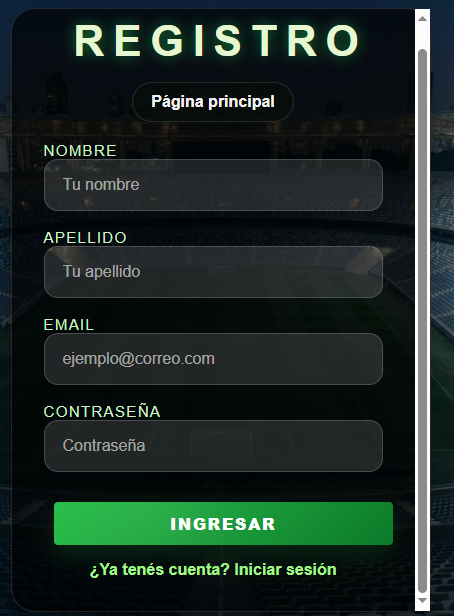 REGISTRO
Página principal
NOMBRE
Tu nombre
APELLIDO
Tu apellido
EMAIL
ejemplo@correo.com
CONTRASEÑA
Contraseña
INGRESAR
¿Ya tenés cuenta? Iniciar sesión